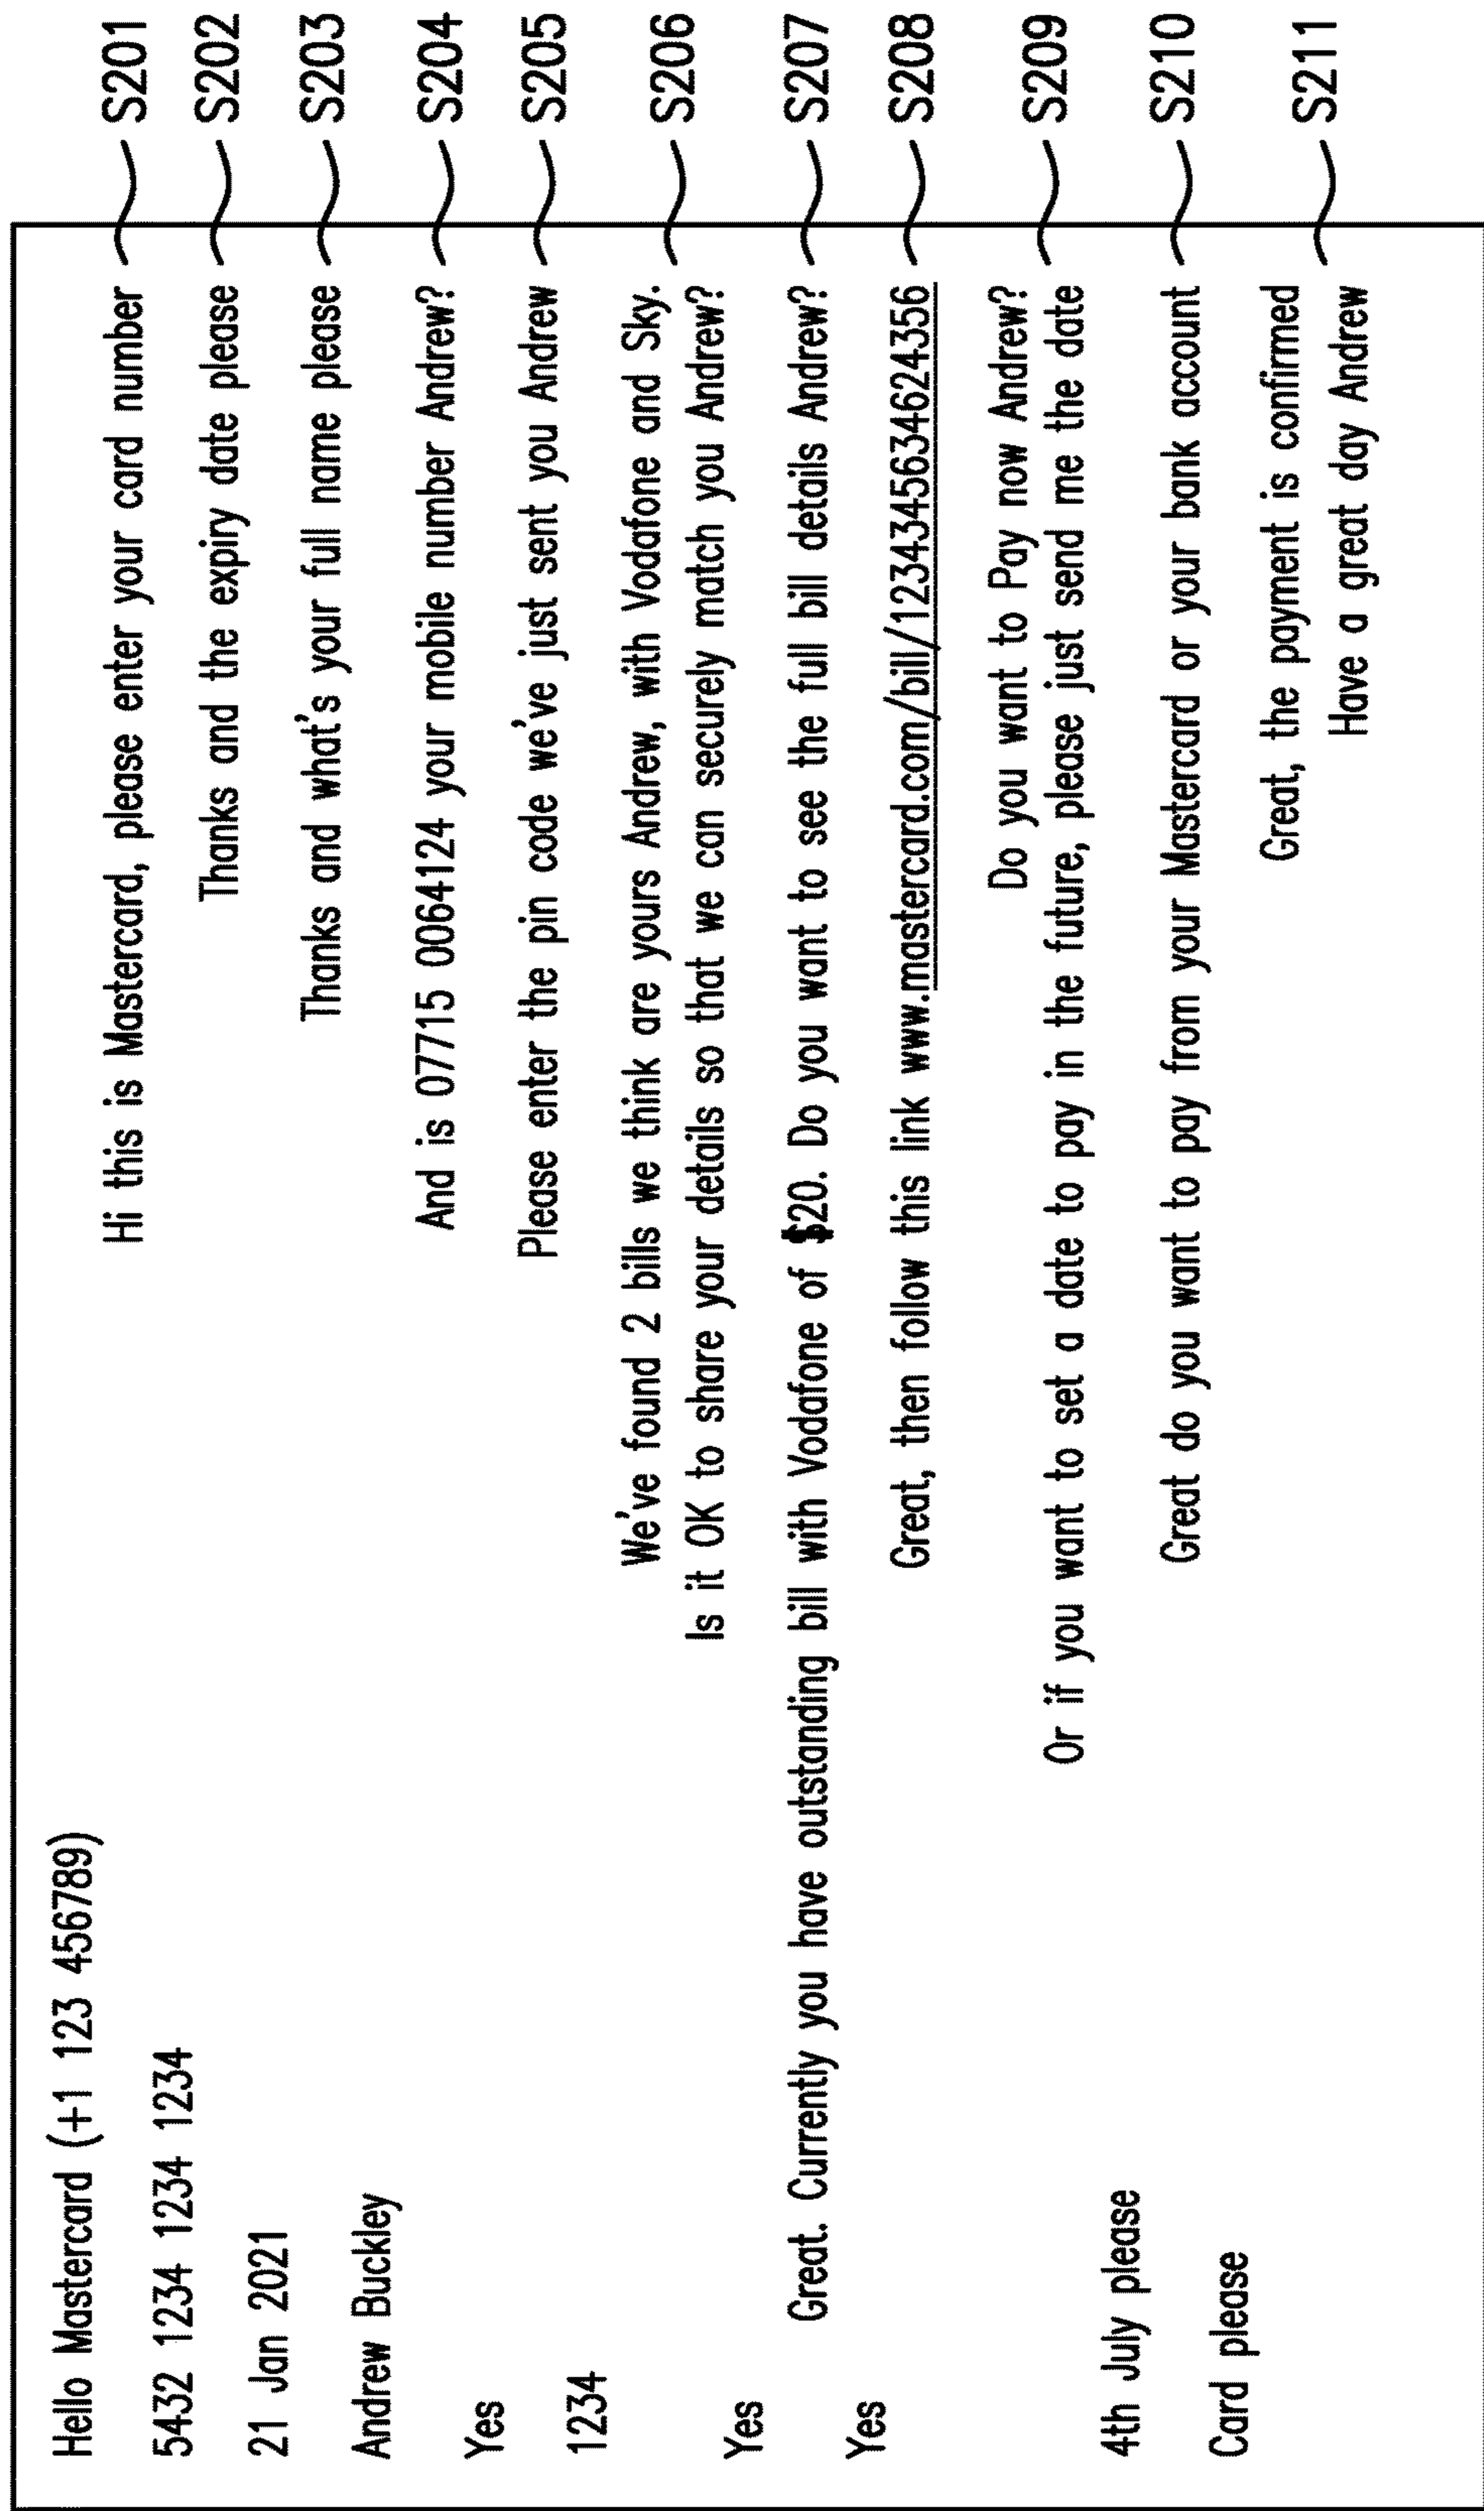 Hello Mastercard (+1 123 456789)
Hi this is Mastercard, please enter your card number
S201
5432 1234 1234 1234
Thanks and the expiry date please
S202
21 Jan 2021
Thanks and what's your full name please
S203
Andrew Buckley
And is 07715 0064124 your mobile number Andrew?
S204
Yes
Please enter the pin code we've just sent you Andrew
S205
1234
We've found 2 bills we think are yours Andrew, with Vodafone and Sky.
Is it OK to share your details so that we can securely match you Andrew?
S206
Yes
Great. Currently you have outstanding bill with Vodafone of $20. Do you want to see the full bill details Andrew?
S207
Yes
Great, then follow this link www.mastercard.com/bill/123434563434624356
S208
Do you want to Pay now Andrew?
Or if you want to set a date to pay in the future, please just send me the date
S209
4th July please
Great do you want to pay from your Mastercard or your bank account
S210
Card please
Great, the payment is confirmed
Have a great day Andrew
S211